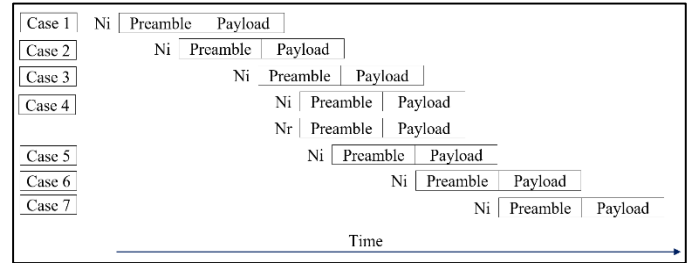 Case 1 Ni Preamble Payload
Case 2 Ni Preamble Payload
Case 3 Ni Preamble Payload
Case 4 Ni Preamble Payload
Nr Preamble Payload
Case 5 Ni Preamble Payload
Case 6 Ni Preamble Payload
Case 7 Ni Preamble Payload
Time